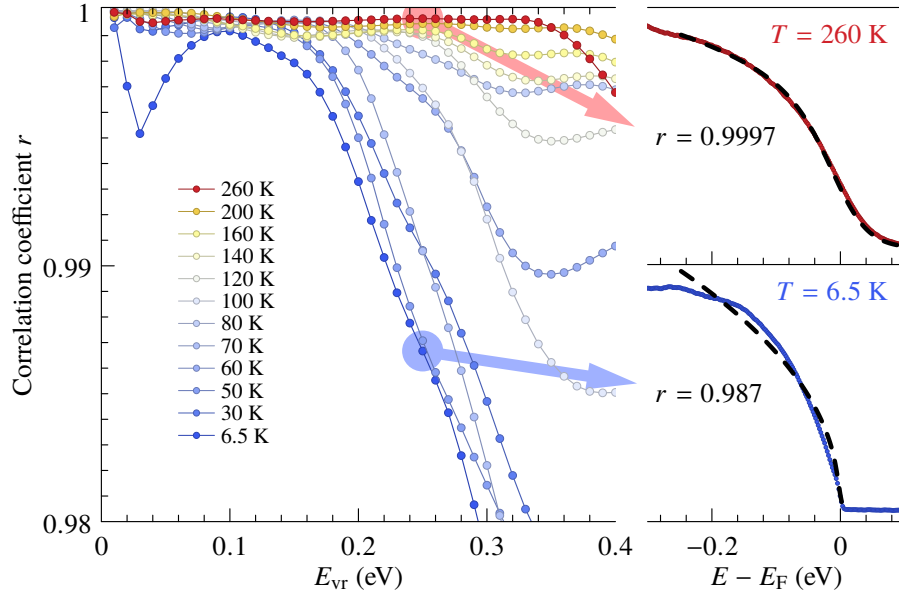 1
0.99
0.98
Correlation coefficient r
260 K
200 K
160 K
140 K
120 K
100 K
80 K
70 K
60 K
50 K
30 K
6.5 K
0
0.1
0.2
0.3
0.4
E_vr (eV)
T = 260 K
r = 0.9997
T = 6.5 K
r = 0.987
−0.2
0
E − E_F (eV)